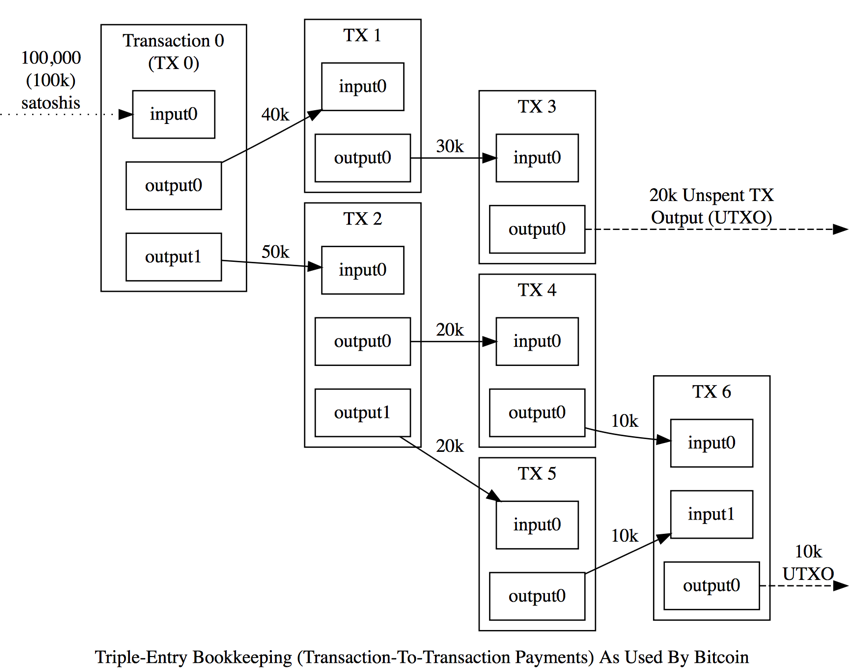 100,000
(100k)
satoshis
Transaction 0
(TX 0)
input0
output0
output1
40k
50k
TX 1
input0
output0
30k
TX 2
input0
output0
output1
20k
20k
TX 3
input0
output0
20k Unspent TX
Output (UTXO)
TX 4
input0
output0
10k
TX 5
input0
output0
10k
TX 6
input0
input1
output0
10k
UTXO
Triple-Entry Bookkeeping (Transaction-To-Transaction Payments) As Used By Bitcoin